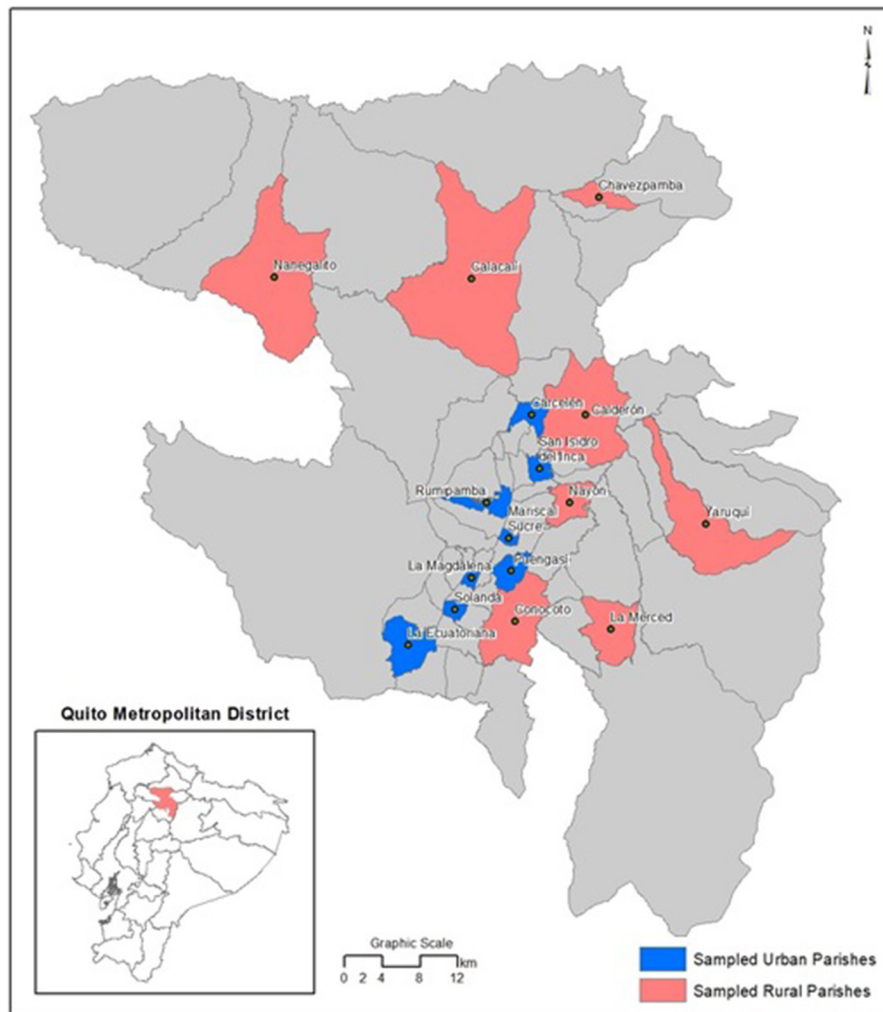 N
Chavezpamba
Nanegalito
Calacalí
Carcelén
Calderón
San Isidro
del Inca
Rumipamba
Nayón
Mariscal
Sucre
Yaruquí
La Magdalena
Puengasí
Solanda
Conocoto
La Merced
La Ecuatoriana
Quito Metropolitan District
Graphic Scale
km
0 2 4 8 12
Sampled Urban Parishes
Sampled Rural Parishes